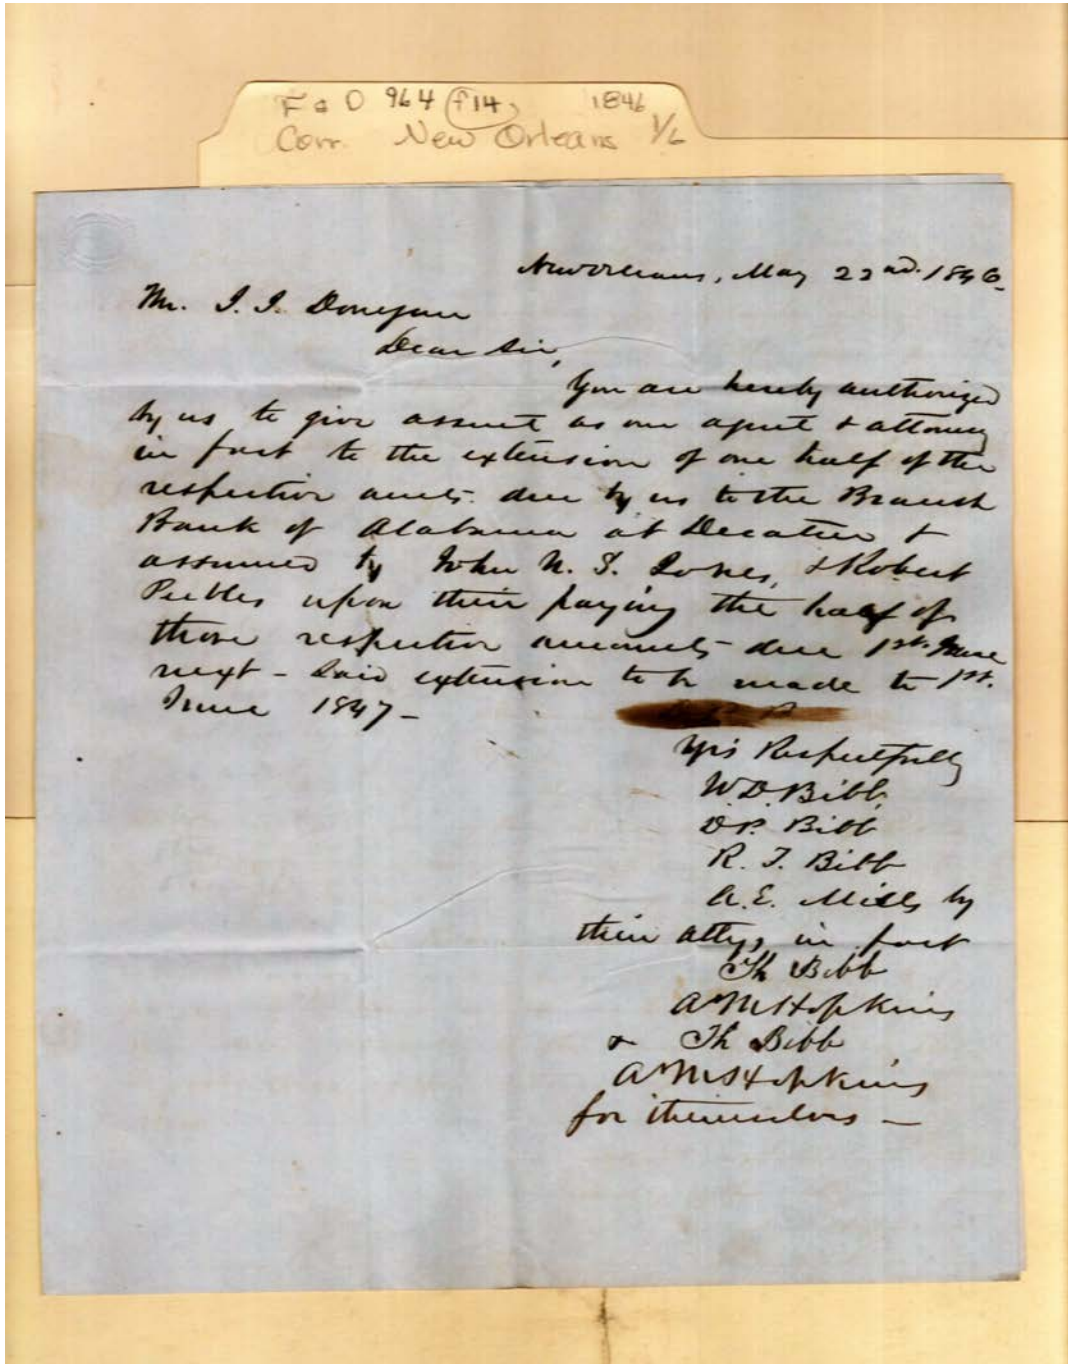 F & D 964 (f14) 1846
Corr. New Orleans 1/6
New Orleans, May 22nd. 1846.
Mr. J. J. Donegan
Dear Sir,
You are hereby authorized
by us to give assent as our agent & attorney
in fact to the extension of one half of the
respective amts. due by us to the Branch
Bank of Alabama at Decatur &
assumed by John N. S. Jones, & Robert
Peebles upon their paying the half of
those respective amounts due 1st. June
next - Said extension to be made to 1st.
June 1847 -
Yrs Respectfully
W. D. Bibb
D. P. Bibb
R. T. Bibb
A. E. Mills by
their attys, in fact
Th Bibb
A M Hopkins
& Th Bibb
A M Hopkins
for themselves -